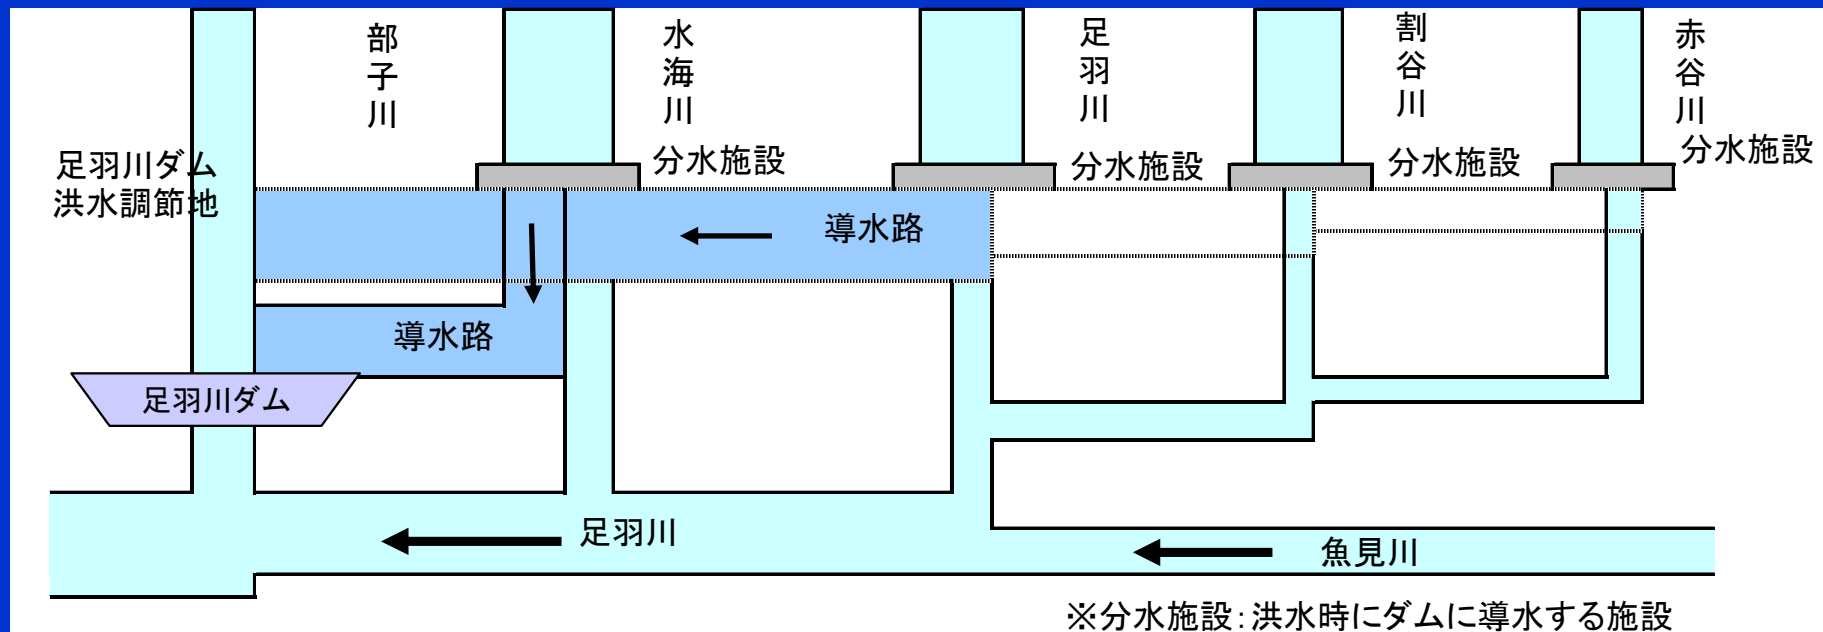 部子川
水海川
足羽川
割谷川
赤谷川
分水施設
分水施設
分水施設
分水施設
足羽川ダム
洪水調節地
導水路
導水路
足羽川ダム
足羽川
魚見川
※分水施設：洪水時にダムに導水する施設